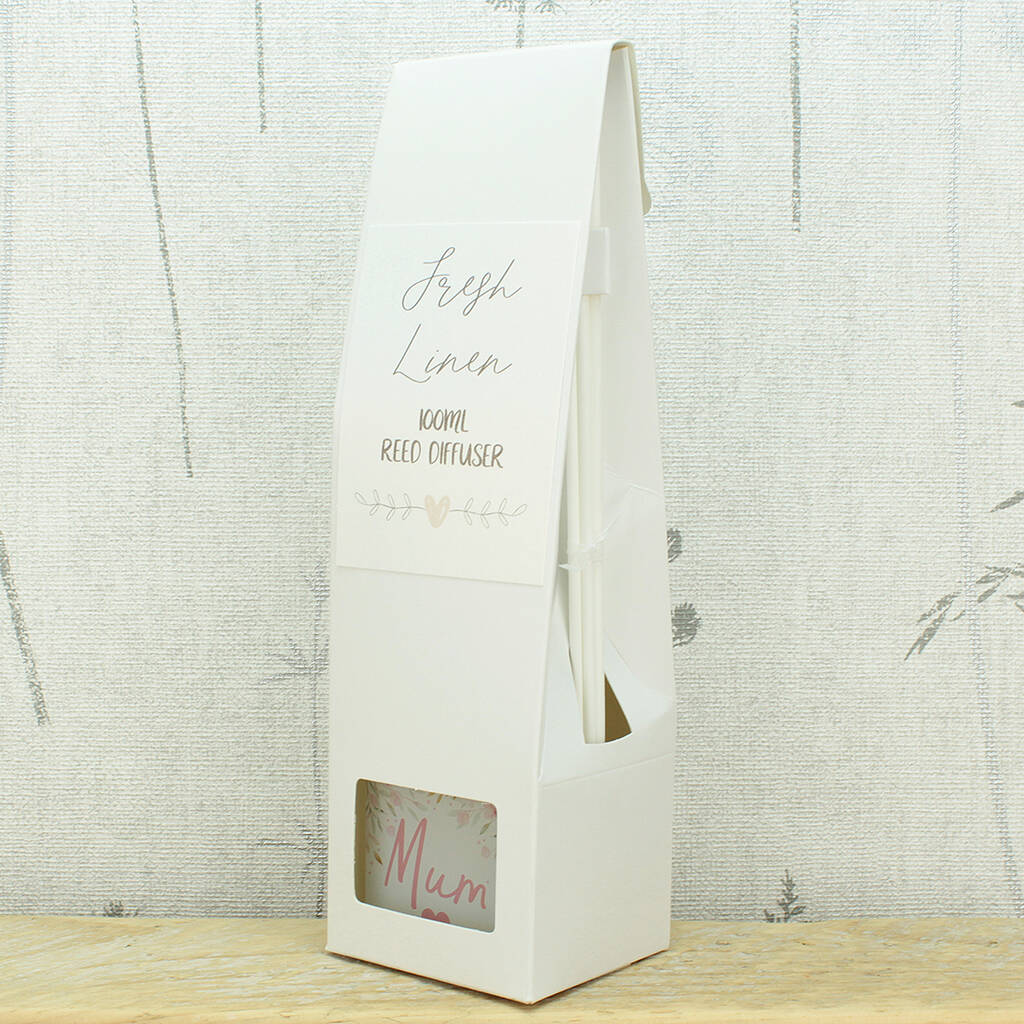 Fresh
Linen
100ML
REED DIFFUSER
Mum